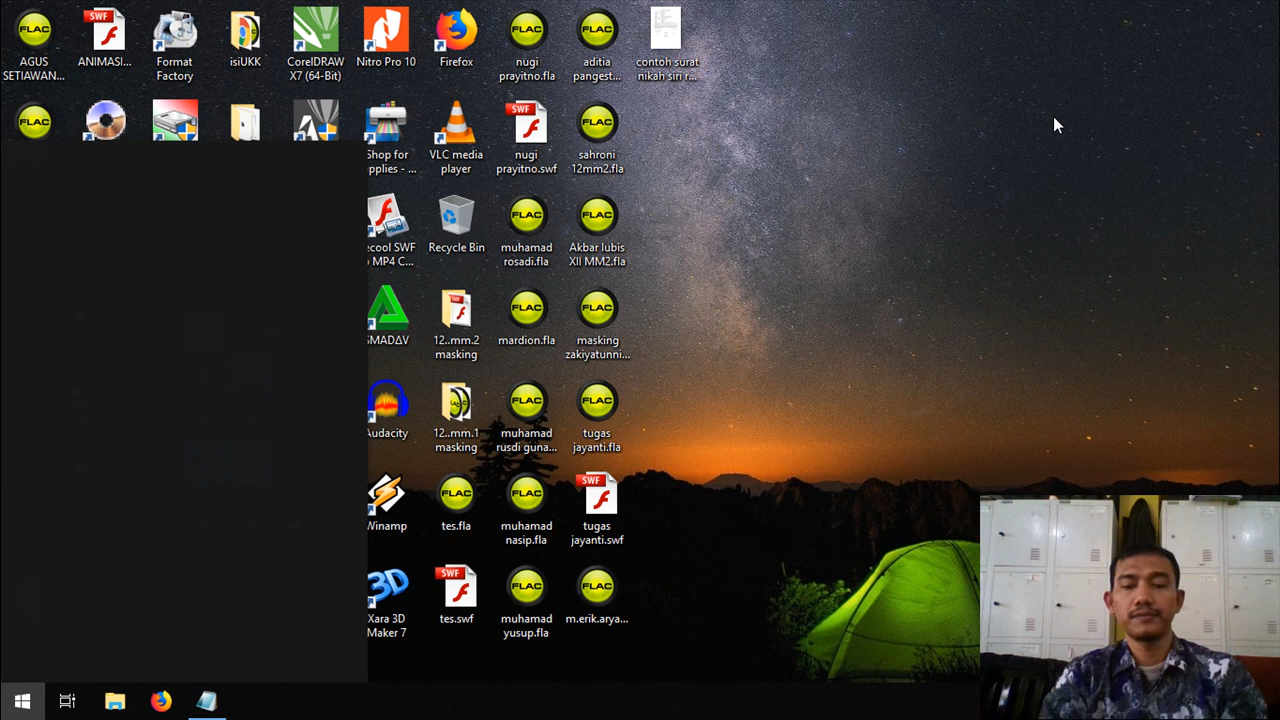 AGUS
SETIAWAN...
ANIMASI...
Format
Factory
isiUKK
CorelDRAW
X7 (64-Bit)
Nitro Pro 10
Firefox
nugi
prayitno.fla
aditia
pangest...
contoh surat
nikah siri r...
Shop for
pplies - ...
VLC media
player
nugi
prayitno.swf
sahroni
12mm2.fla
ecool SWF
MP4 C...
Recycle Bin
muhamad
rosadi.fla
Akbar lubis
XII MM2.fla
SMADΔV
12..mm.2
masking
mardion.fla
masking
zakiyatunni...
Audacity
12..mm.1
masking
muhamad
rusdi guna...
tugas
jayanti.fla
Winamp
tes.fla
muhamad
nasip.fla
tugas
jayanti.swf
Xara 3D
Maker 7
tes.swf
muhamad
yusup.fla
m.erik.arya...
FLAC
SWF
FLAC
FLAC
FLAC
SWF
FLAC
FLAC
FLAC
SWF
FLAC
FLAC
FLAC
FLAC
FLAC
FLAC
SWF
SWF
FLAC
FLAC
3D